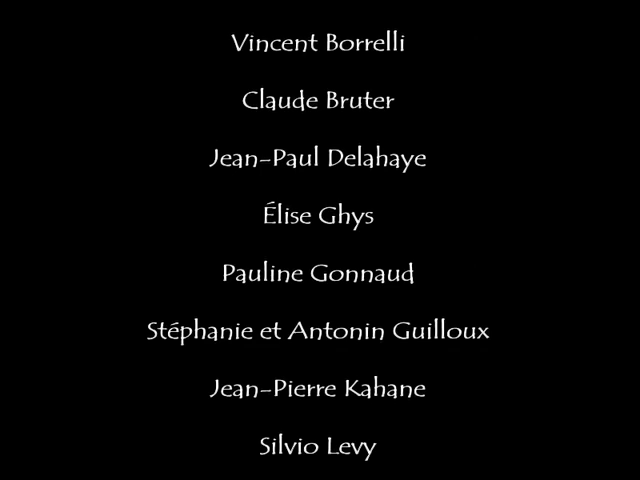 Vincent Borrelli
Claude Bruter
Jean-Paul Delahaye
Élise Ghys
Pauline Gonnaud
Stéphanie et Antonin Guilloux
Jean-Pierre Kahane
Silvio Levy